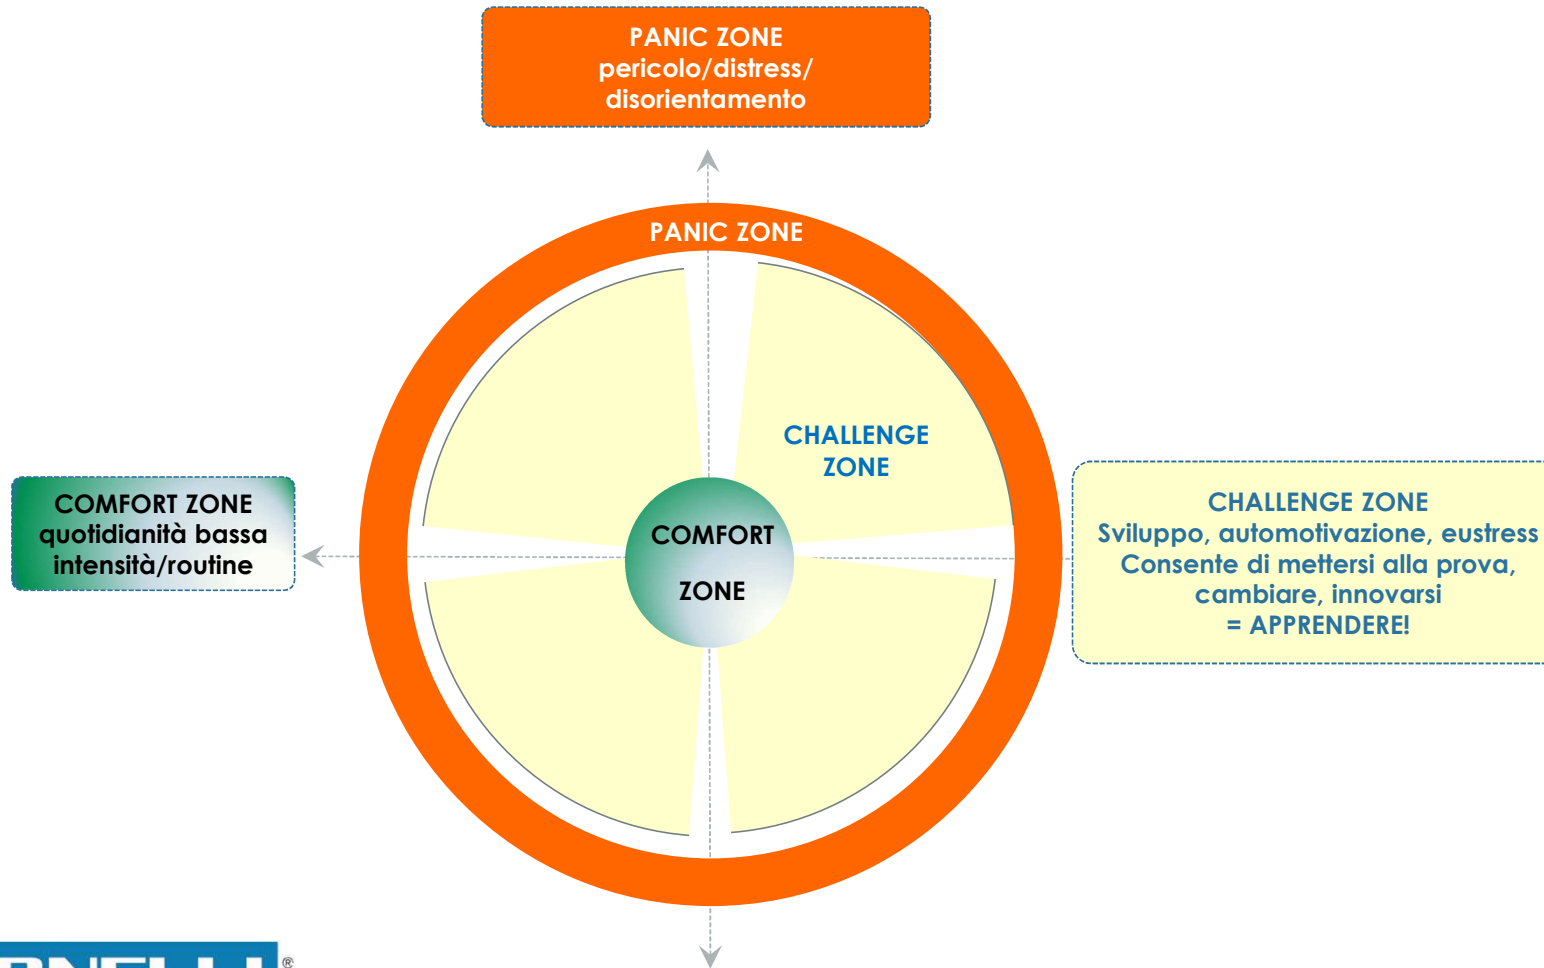 PANIC ZONE
pericolo/distress/
disorientamento
PANIC ZONE
CHALLENGE
ZONE
COMFORT ZONE
quotidianità bassa
intensità/routine
COMFORT
ZONE
CHALLENGE ZONE
Sviluppo, automotivazione, eustress
Consente di mettersi alla prova,
cambiare, innovarsi
= APPRENDERE!